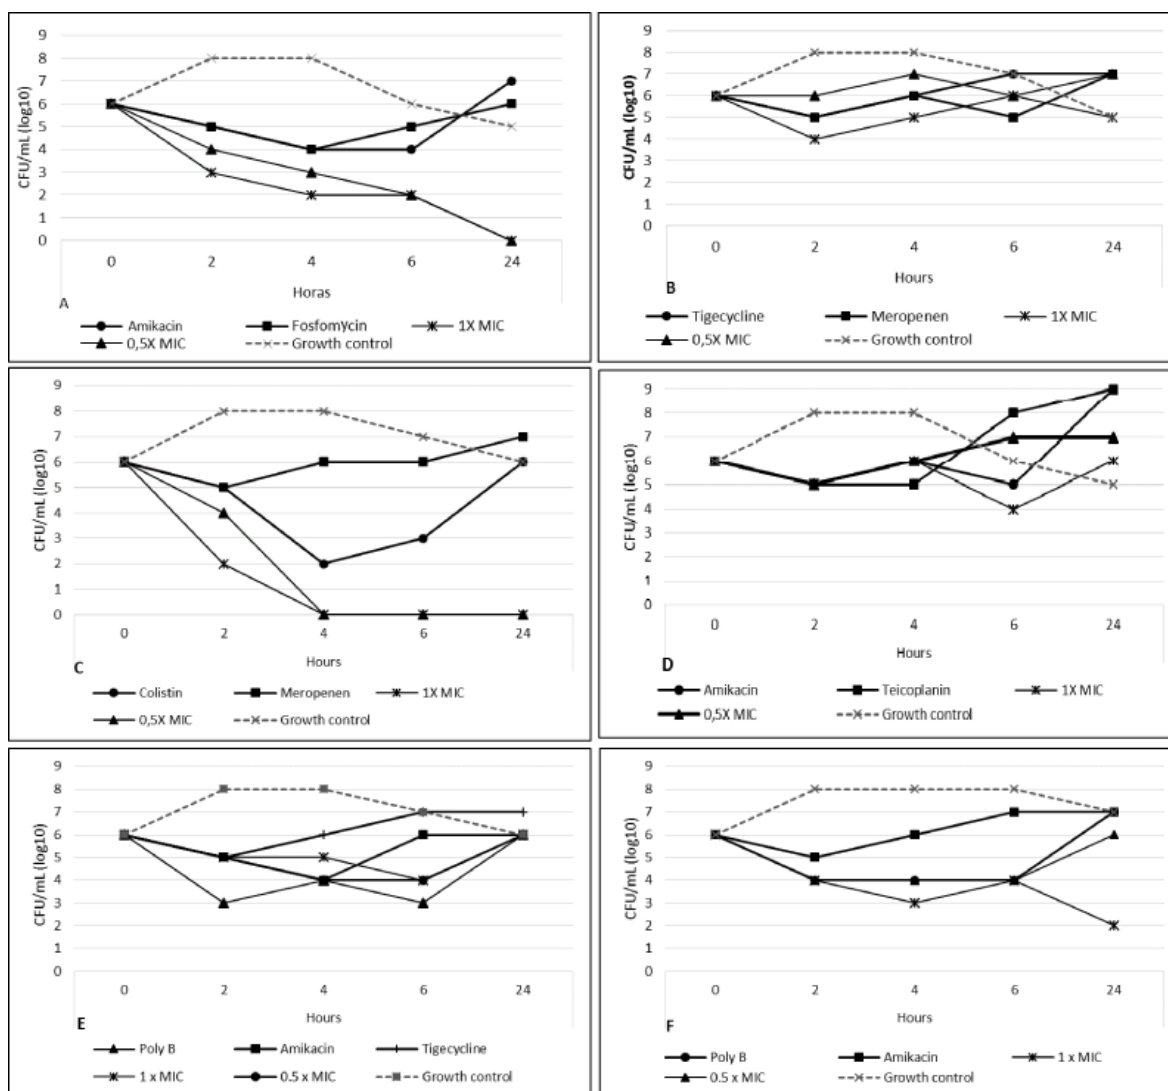 9
8
7
6
5
4
3
2
1
0
CFU/mL (log10)
0 2 4 6 24
Horas
A
Amikacin Fosfomycin 1X MIC
0,5X MIC Growth control
9
8
7
6
5
4
3
2
1
0
CFU/mL (log10)
0 2 4 6 24
Hours
B
Tigecycline Meropenen 1X MIC
0,5X MIC Growth control
9
8
7
6
5
4
3
2
1
0
CFU/mL (log10)
0 2 4 6 24
Hours
C
Colistin Meropenen 1X MIC
0,5X MIC Growth control
9
8
7
6
5
4
3
2
1
0
CFU/mL (log10)
0 2 4 6 24
Hours
D
Amikacin Teicoplanin 1X MIC
0,5X MIC Growth control
9
8
7
6
5
4
3
2
1
0
CFU/mL (log10)
0 2 4 6 24
Hours
E
Poly B Amikacin Tigecycline
1 x MIC 0.5 x MIC Growth control
9
8
7
6
5
4
3
2
1
0
CFU/mL (log10)
0 2 4 6 24
Hours
F
Poly B Amikacin 1 x MIC
0.5 x MIC Growth control